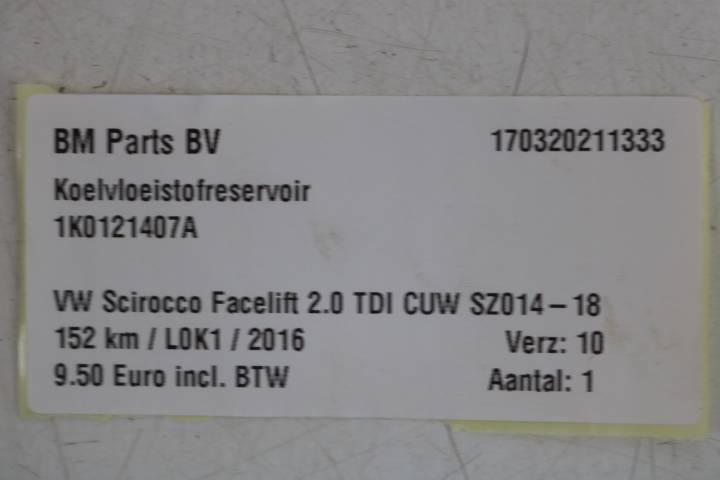 BM Parts BV 170320211333
Koelvloeistofreservoir
1K0121407A
VW Scirocco Facelift 2.0 TDI CUW SZ014-18
152 km / L0K1 / 2016 Verz: 10
9.50 Euro incl. BTW Aantal: 1